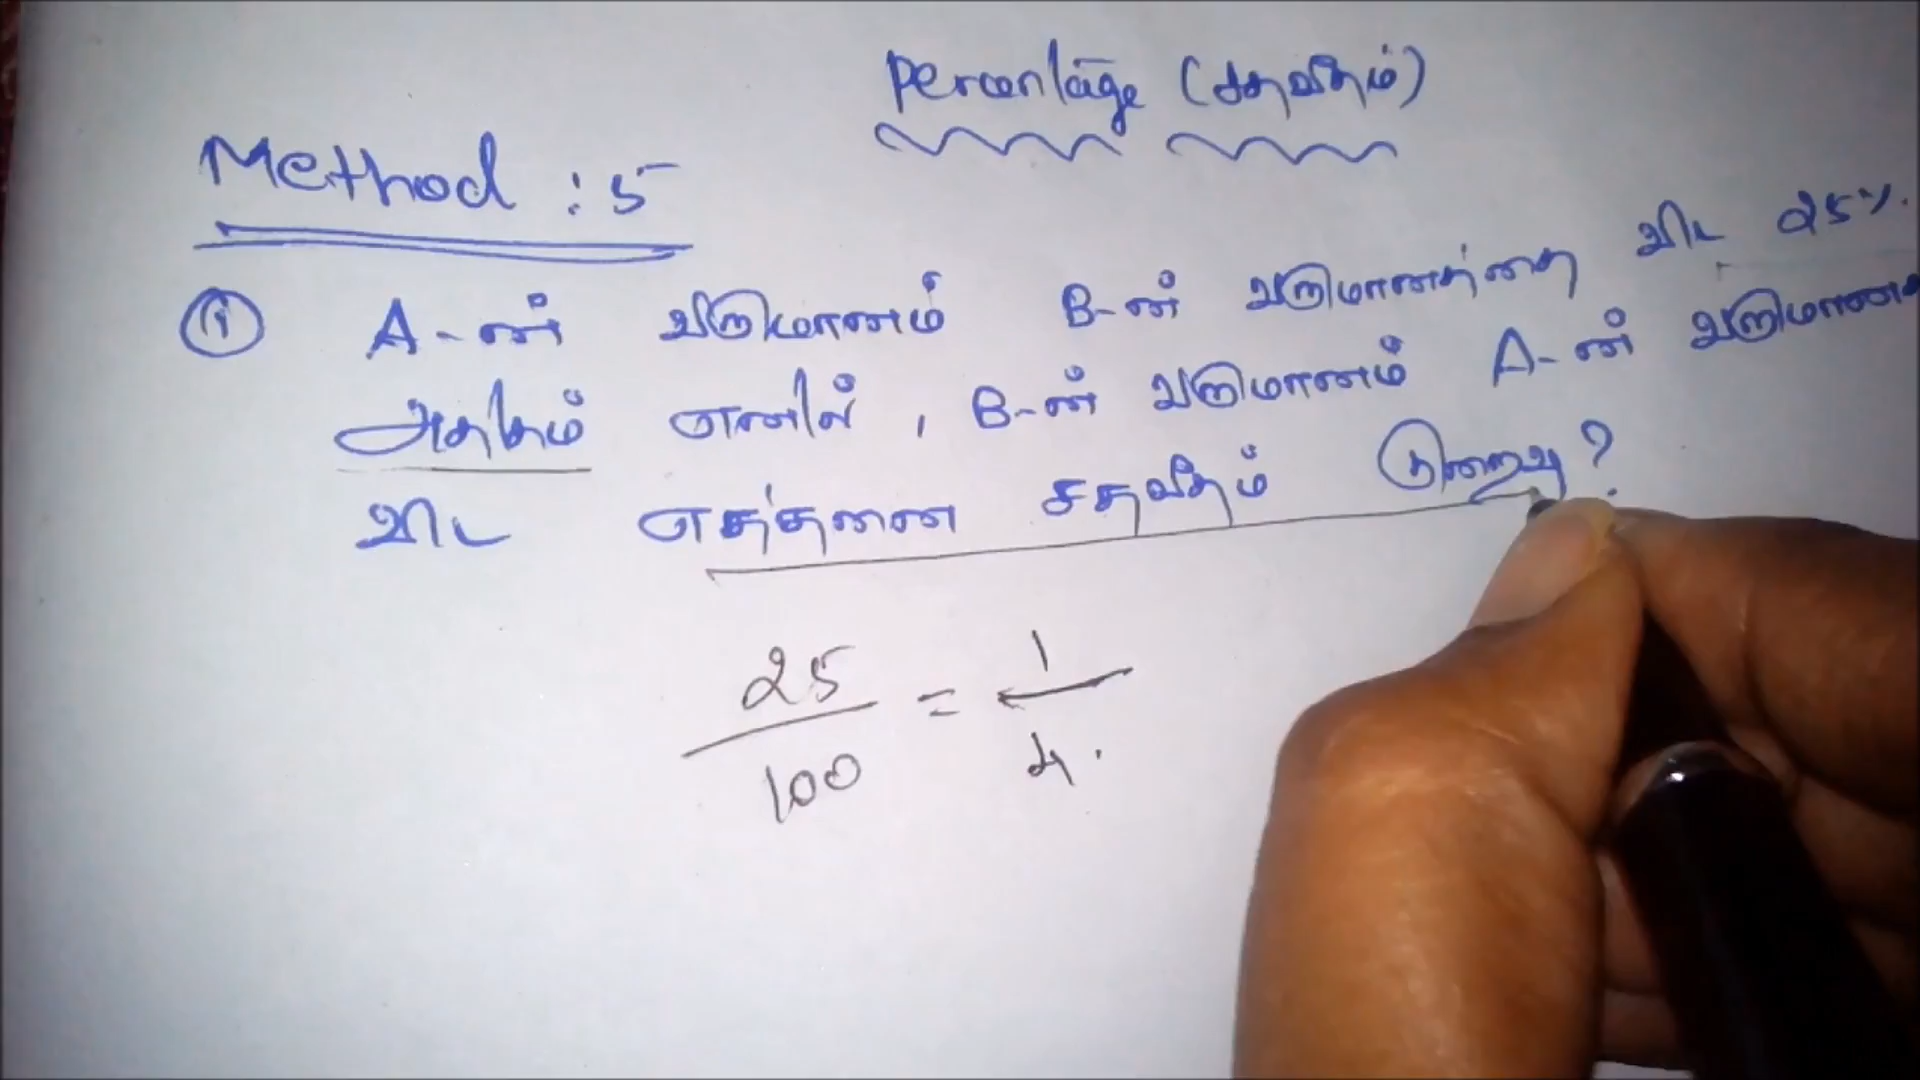 Percentage (சதவீதம்)
Method : 5
① A-ன் வருமானம் B-ன் வருமானத்தை விட 25%
அதிகம் எனில் , B-ன் வருமானம் A-ன்
விட எத்தனை சதவீதம் குறைவு ?
25/100 = 1/4.